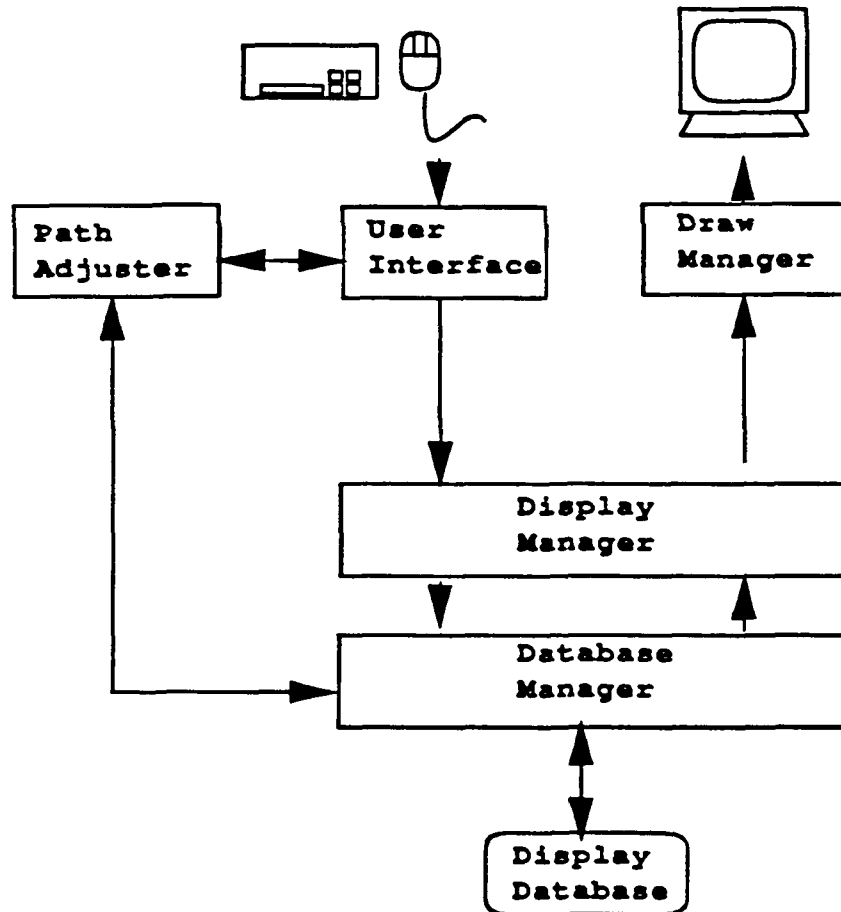 Path
Adjuster
User
Interface
Draw
Manager
Display
Manager
Database
Manager
Display
Database